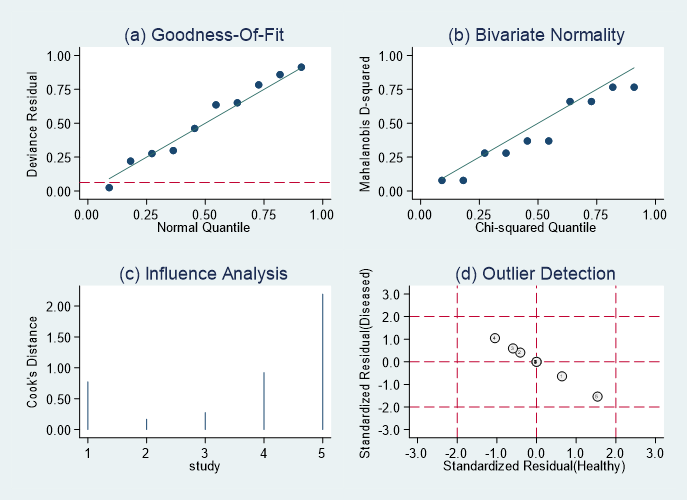 (a) Goodness-Of-Fit
Deviance Residual
1.00
0.75
0.50
0.25
0.00
0.00 0.25 0.50 0.75 1.00
Normal Quantile
(b) Bivariate Normality
Mahalanobis D-squared
1.00
0.75
0.50
0.25
0.00
0.00 0.25 0.50 0.75 1.00
Chi-squared Quantile
(c) Influence Analysis
Cook's Distance
2.00
1.50
1.00
0.50
0.00
1 2 3 4 5
study
(d) Outlier Detection
Standardized Residual(Diseased)
3.0
2.0
1.0
0.0
-1.0
-2.0
-3.0
-3.0 -2.0 -1.0 0.0 1.0 2.0 3.0
Standardized Residual(Healthy)